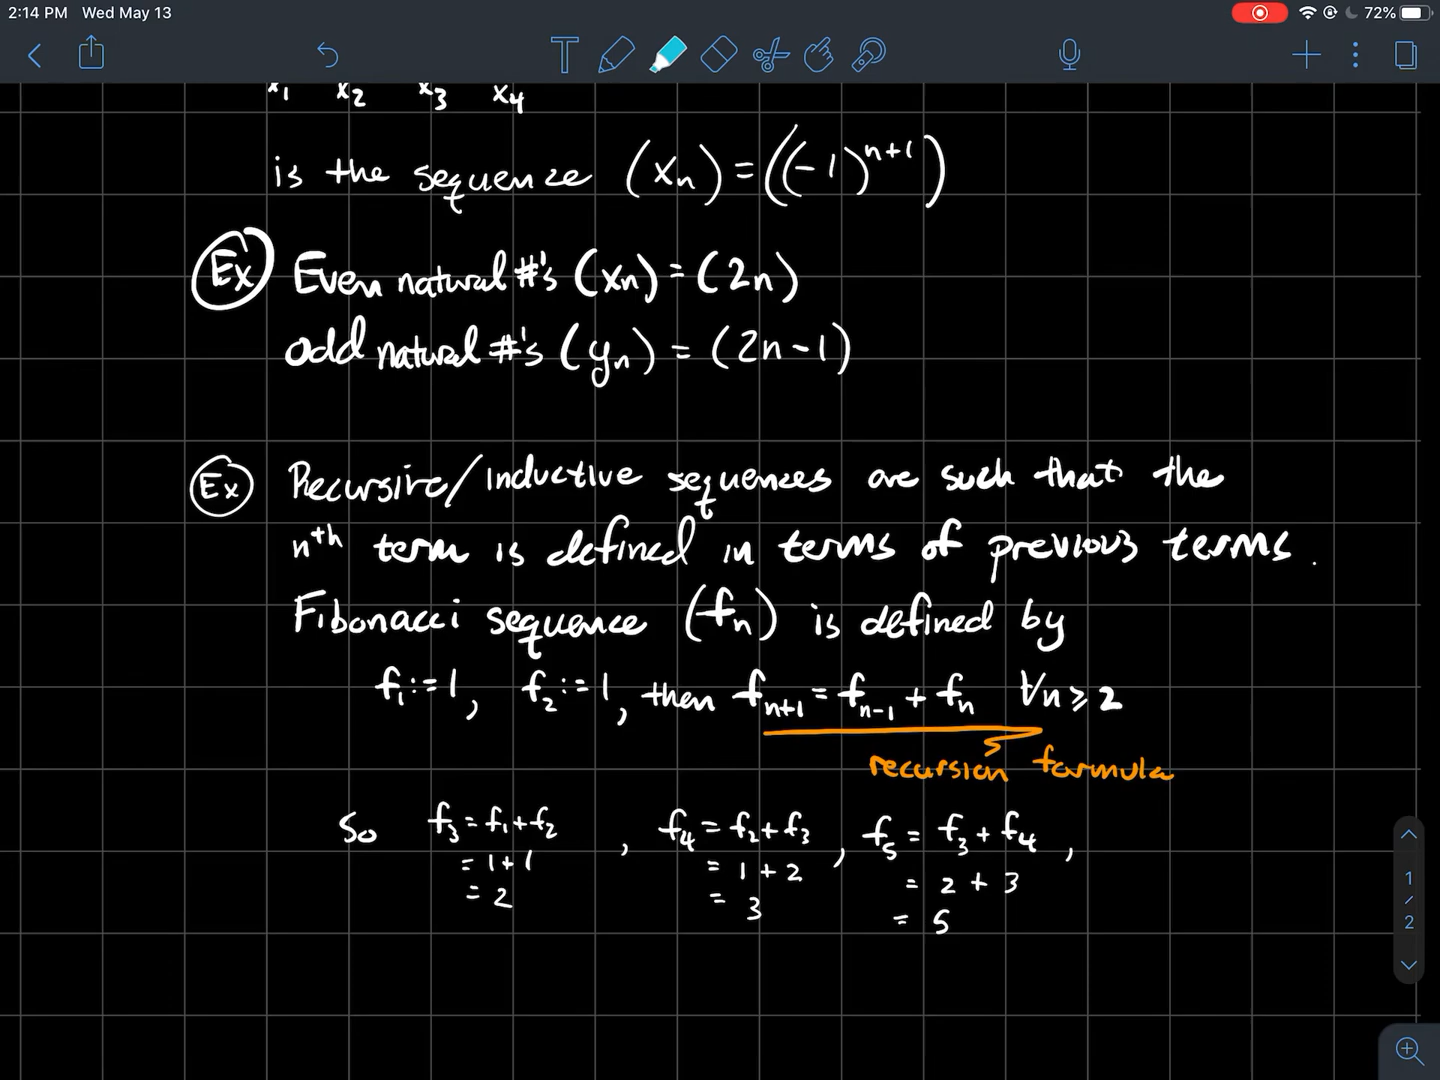 2:14 PM Wed May 13 72%
x₁ x₂ x₃ x₄
is the sequence (xₙ) = ((-1)ⁿ⁺¹)
Ex Even natural #'s (xₙ) = (2n)
odd natural #'s (yₙ) = (2n-1)
Ex Recursive/inductive sequences are such that the
nᵗʰ term is defined in terms of previous terms.
Fibonacci sequence (fₙ) is defined by
f₁:=1, f₂:=1, then fₙ₊₁ = fₙ₋₁ + fₙ ∀n ⩾ 2
recursion formula
So f₃ = f₁+f₂ , f₄ = f₂+f₃ , f₅ = f₃ + f₄ ,
= 1+1 = 1 + 2 = 2 + 3
= 2 = 3 = 5
1
/
2